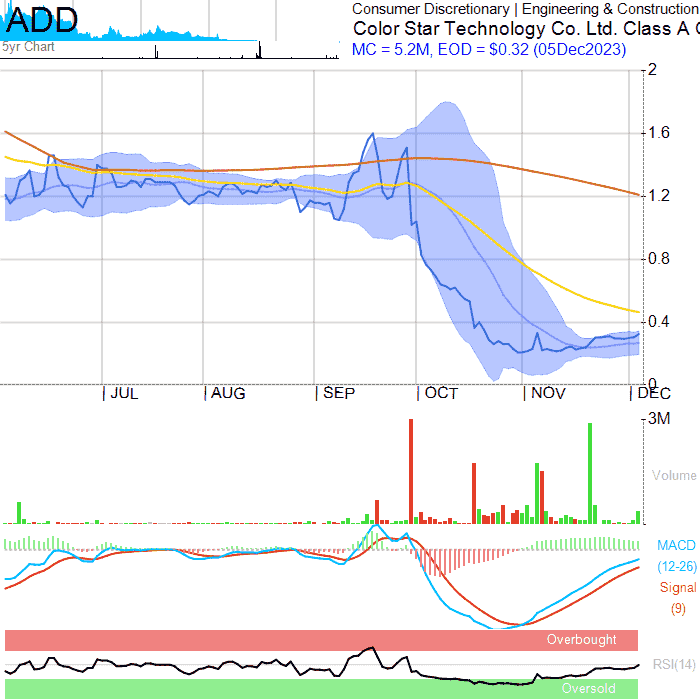 ADD
5yr Chart
Consumer Discretionary | Engineering & Construction
Color Star Technology Co. Ltd. Class A
MC = 5.2M, EOD = $0.32 (05Dec2023)
2
1.6
1.2
0.8
0.4
0
JUL
AUG
SEP
OCT
NOV
DEC
3M
Volume
MACD
(12-26)
Signal
(9)
Overbought
RSI(14)
Oversold